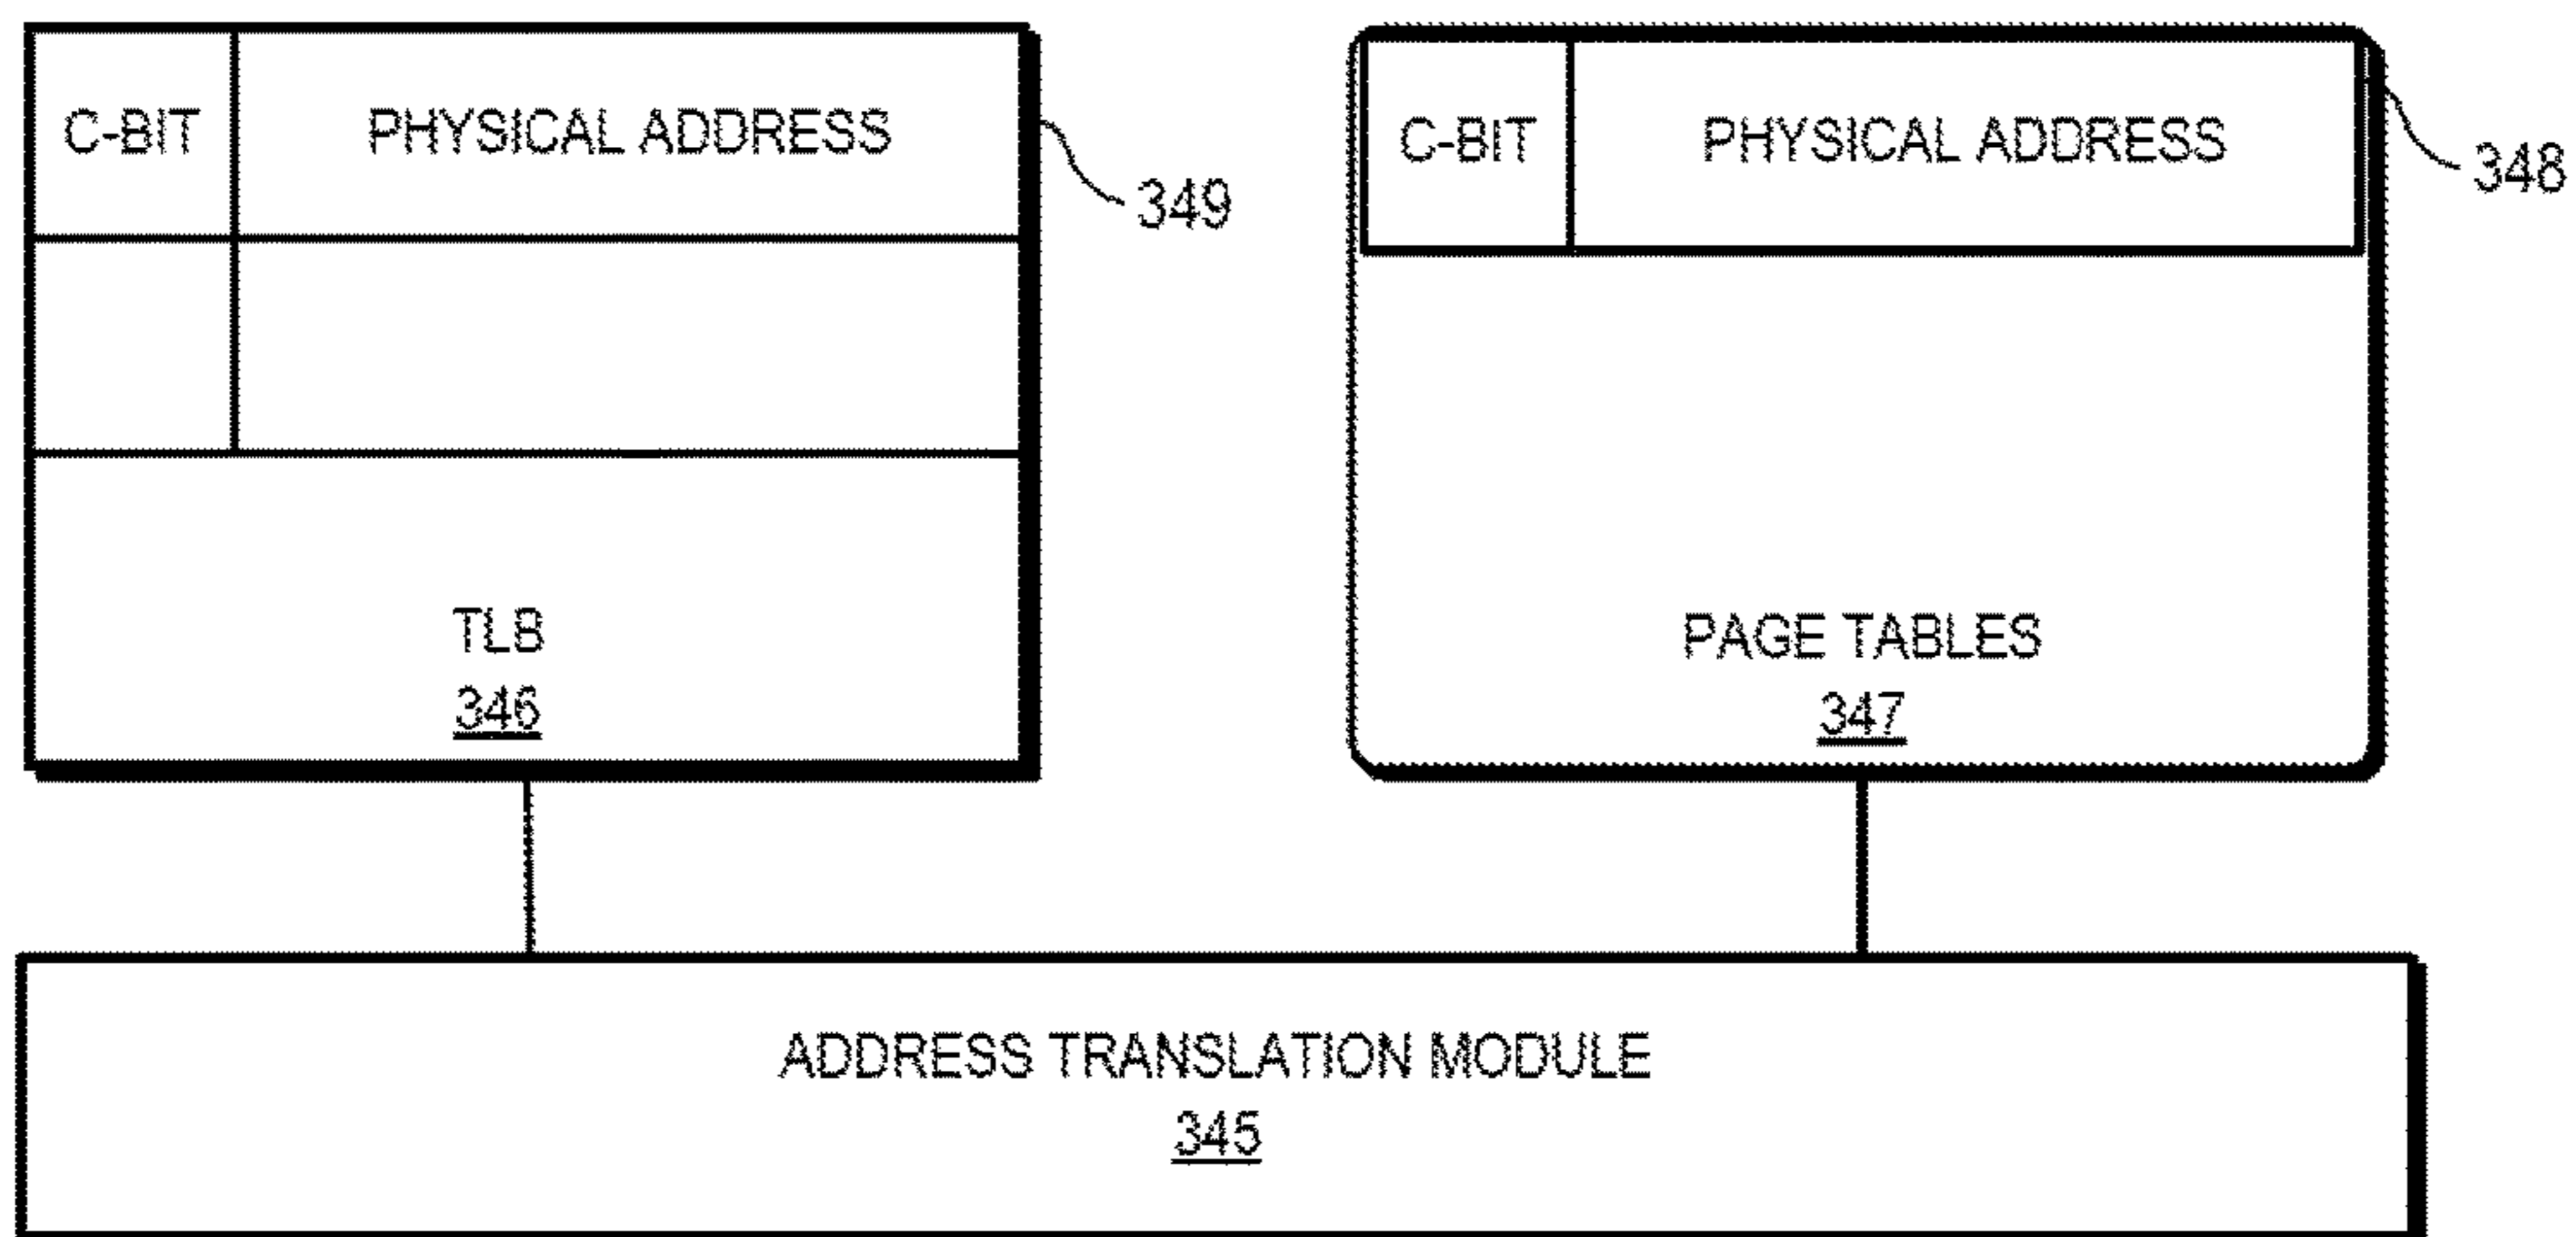 C-BIT
PHYSICAL ADDRESS
349
TLB
346
C-BIT
PHYSICAL ADDRESS
348
PAGE TABLES
347
ADDRESS TRANSLATION MODULE
345